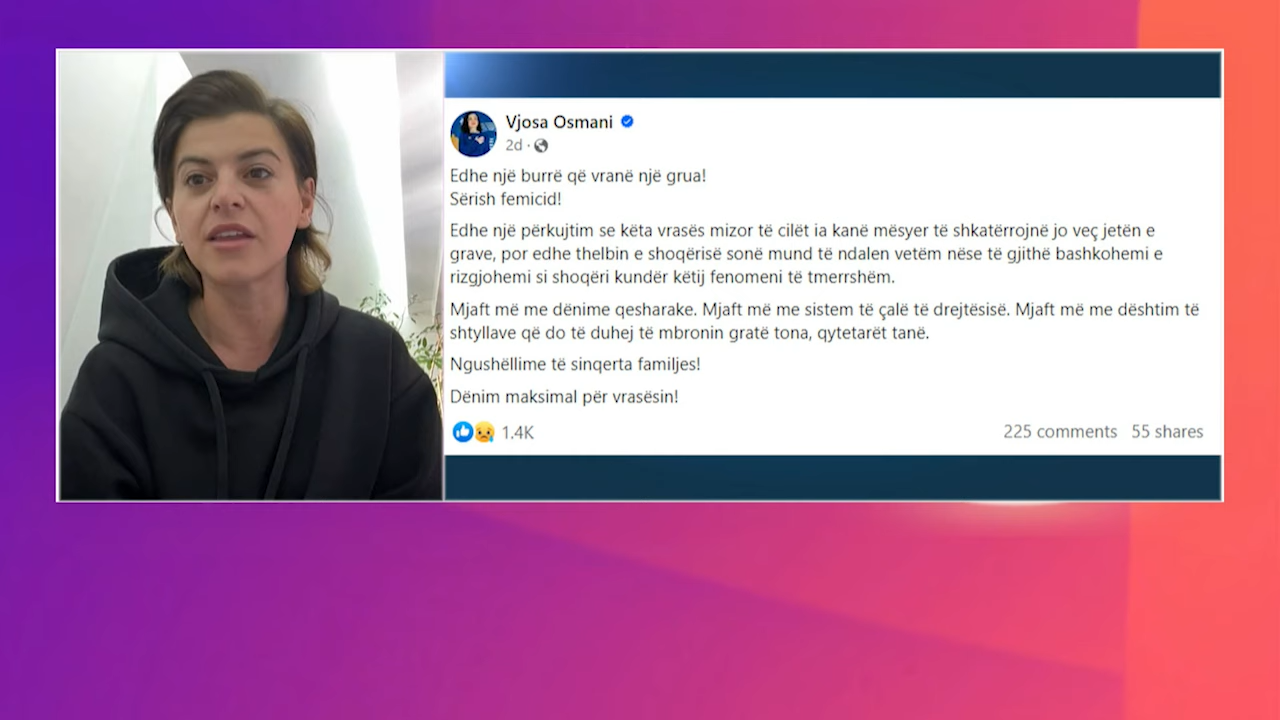 Vjosa Osmani
2d ·
Edhe një burrë që vranë një grua!
Sërish femicid!
Edhe një përkujtim se këta vrasës mizor të cilët ia kanë mësyer të shkatërrojnë jo veç jetën e
grave, por edhe thelbin e shoqërisë sonë mund të ndalen vetëm nëse të gjithë bashkohemi e
rizgjohemi si shoqëri kundër këtij fenomeni të tmerrshëm.
Mjaft më me dënime qesharake. Mjaft më me sistem të çalë të drejtësisë. Mjaft më me dështim të
shtyllave që do të duhej të mbronin gratë tona, qytetarët tanë.
Ngushëllime të sinqerta familjes!
Dënim maksimal për vrasësin!
1.4K 225 comments 55 shares